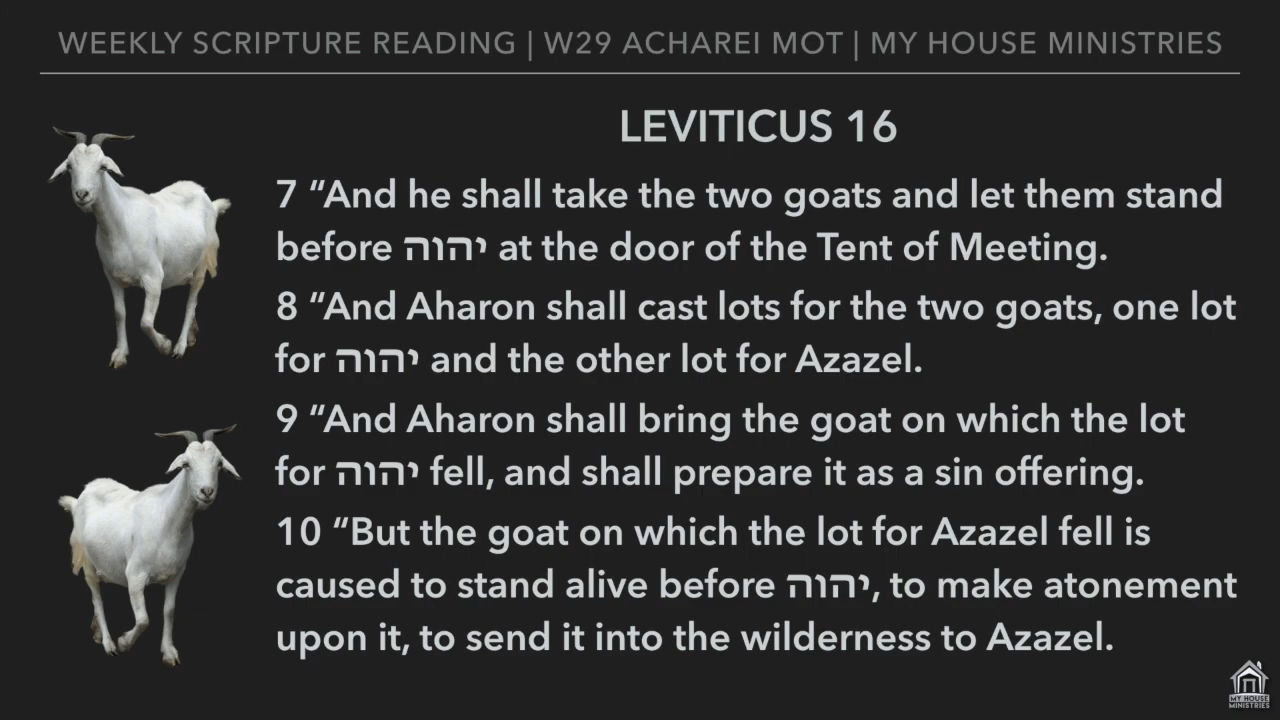 WEEKLY SCRIPTURE READING | W29 ACHAREI MOT | MY HOUSE MINISTRIES
LEVITICUS 16
7 “And he shall take the two goats and let them stand
before יהוה at the door of the Tent of Meeting.
8 “And Aharon shall cast lots for the two goats, one lot
for יהוה and the other lot for Azazel.
9 “And Aharon shall bring the goat on which the lot
for יהוה fell, and shall prepare it as a sin offering.
10 “But the goat on which the lot for Azazel fell is
caused to stand alive before יהוה, to make atonement
upon it, to send it into the wilderness to Azazel.
MY HOUSE
MINISTRIES